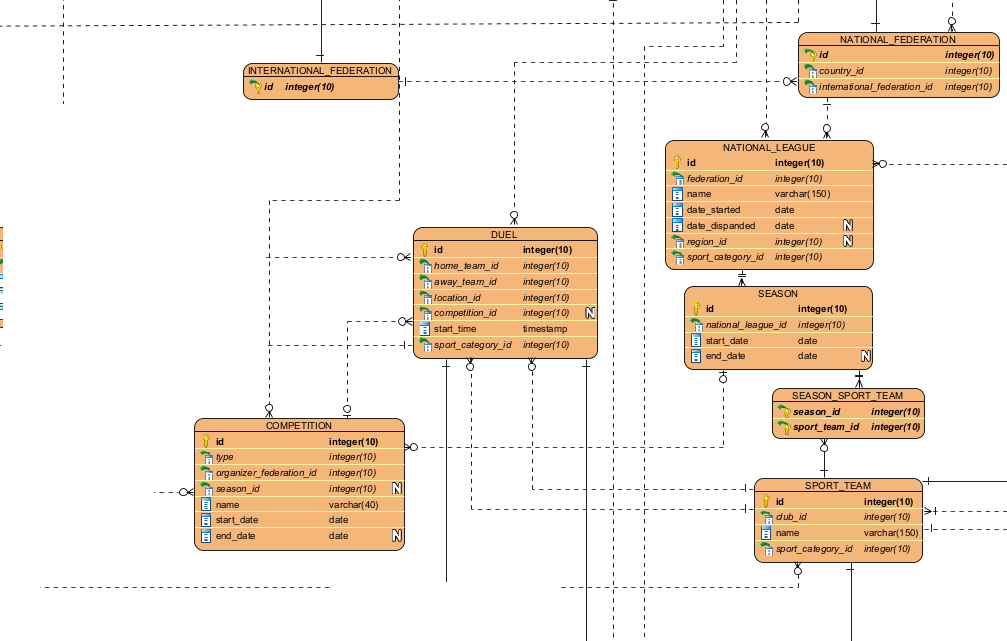 INTERNATIONAL_FEDERATION
id integer(10)
NATIONAL_FEDERATION
id integer(10)
country_id integer(10)
international_federation_id integer(10)
NATIONAL_LEAGUE
id integer(10)
federation_id integer(10)
name varchar(150)
date_started date
date_dispanded date N
region_id integer(10) N
sport_category_id integer(10)
DUEL
id integer(10)
home_team_id integer(10)
away_team_id integer(10)
location_id integer(10)
competition_id integer(10) N
start_time timestamp
sport_category_id integer(10)
SEASON
id integer(10)
national_league_id integer(10)
start_date date
end_date date N
SEASON_SPORT_TEAM
season_id integer(10)
sport_team_id integer(10)
COMPETITION
id integer(10)
type integer(10)
organizer_federation_id integer(10)
season_id integer(10) N
name varchar(40)
start_date date
end_date date N
SPORT_TEAM
id integer(10)
club_id integer(10)
name varchar(150)
sport_category_id integer(10)